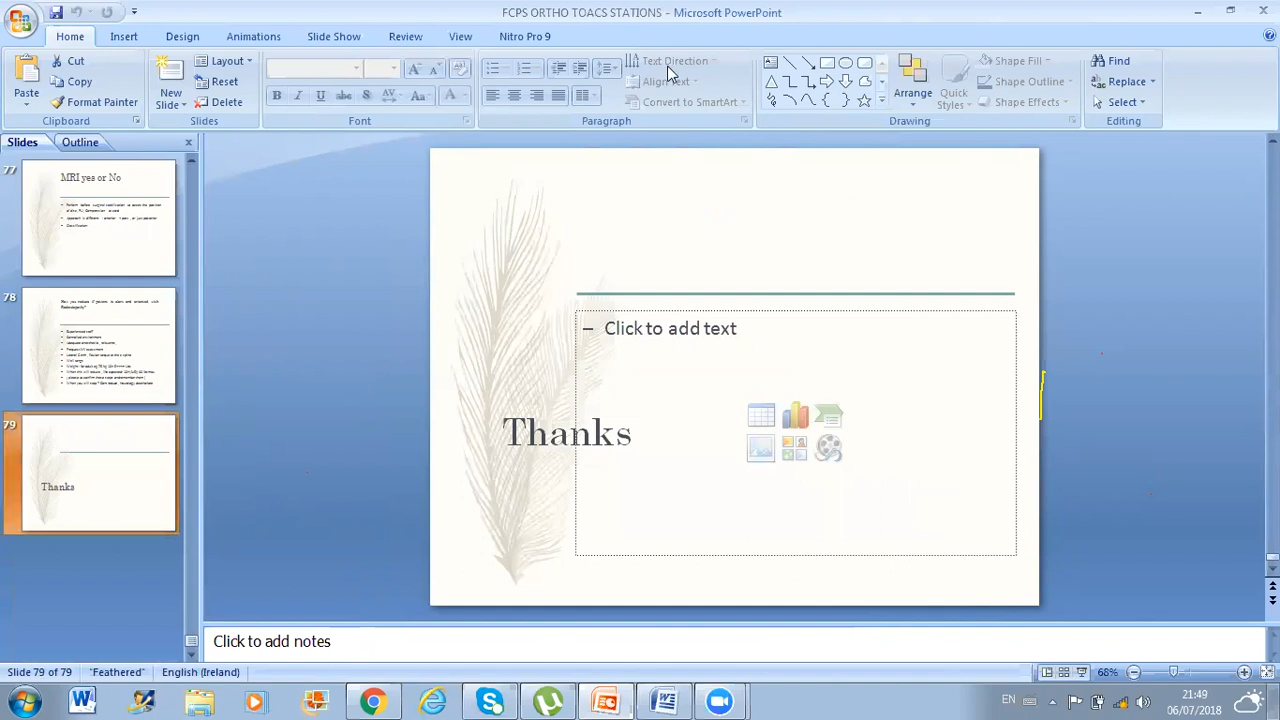 FCPS ORTHO TOACS STATIONS - Microsoft PowerPoint
Home Insert Design Animations Slide Show Review View Nitro Pro 9
Paste Cut Copy Format Painter Clipboard
New Slide Layout Reset Delete Slides
B I U abc AV Aa A Font
Text Direction Align Text Convert to SmartArt Paragraph
Arrange Quick Styles Shape Fill Shape Outline Shape Effects Drawing
Find Replace Select Editing
Slides Outline
77
MRI yes or No
78
79
Thanks
– Click to add text
Thanks
Click to add notes
Slide 79 of 79 "Feathered" English (Ireland) 68%
EN 21:49
06/07/2018